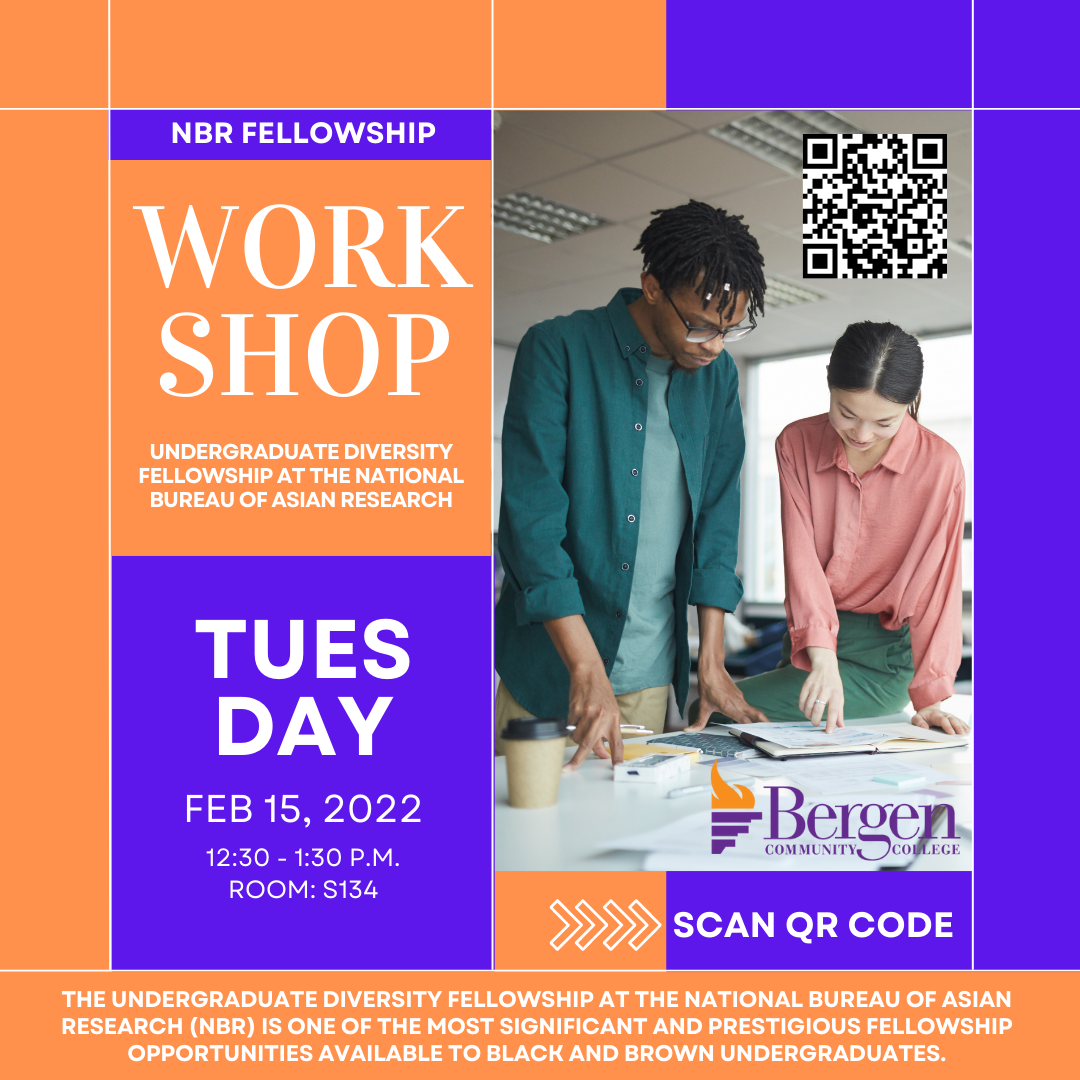 NBR FELLOWSHIP
WORK
SHOP
UNDERGRADUATE DIVERSITY
FELLOWSHIP AT THE NATIONAL
BUREAU OF ASIAN RESEARCH
TUES
DAY
FEB 15, 2022
12:30 - 1:30 P.M.
ROOM: S134
Bergen
COMMUNITY COLLEGE
SCAN QR CODE
THE UNDERGRADUATE DIVERSITY FELLOWSHIP AT THE NATIONAL BUREAU OF ASIAN
RESEARCH (NBR) IS ONE OF THE MOST SIGNIFICANT AND PRESTIGIOUS FELLOWSHIP
OPPORTUNITIES AVAILABLE TO BLACK AND BROWN UNDERGRADUATES.